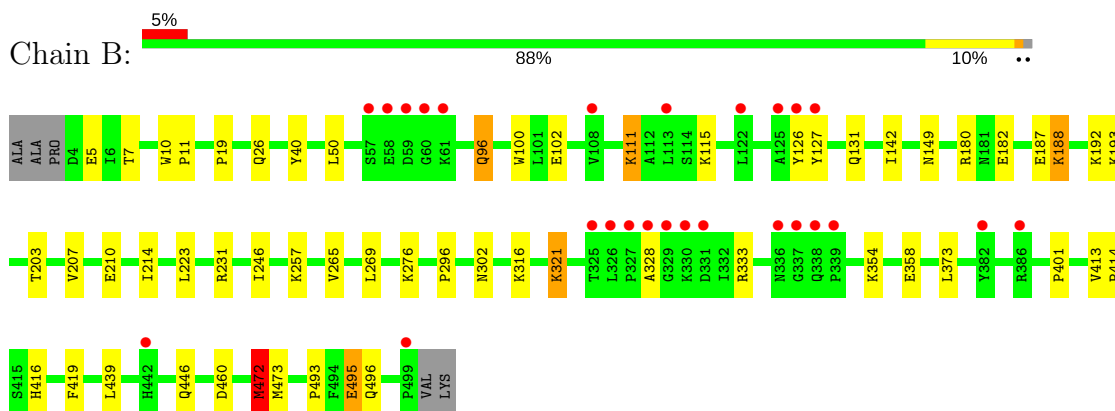 5%
Chain B:
88% 10% ••
ALA ALA PRO D4 E5 I6 T7 W10 P11 P19 Q26 Y40 L50 S57 E58 D59 G60 K61 Q96 W100 L101 E102 V108 K111 A112 L113 S114 K115 L122 A125 Y126 Y127 Q131 I142 N149 R180 N181 E182 E187 K188 K192
T203 V207 E210 I214 L223 R231 I246 K257 V265 L269 K276 P296 N302 K316 K321 T325 L326 P327 A328 G329 K330 D331 I332 R333 N336 G337 Q338 P339 K354 E358 L373 Y382 R386 P401 V413
S415 H416 F419 L439 H442 Q446 D460 M472 M473 P493 F494 E495 Q496 P499 VAL LYS